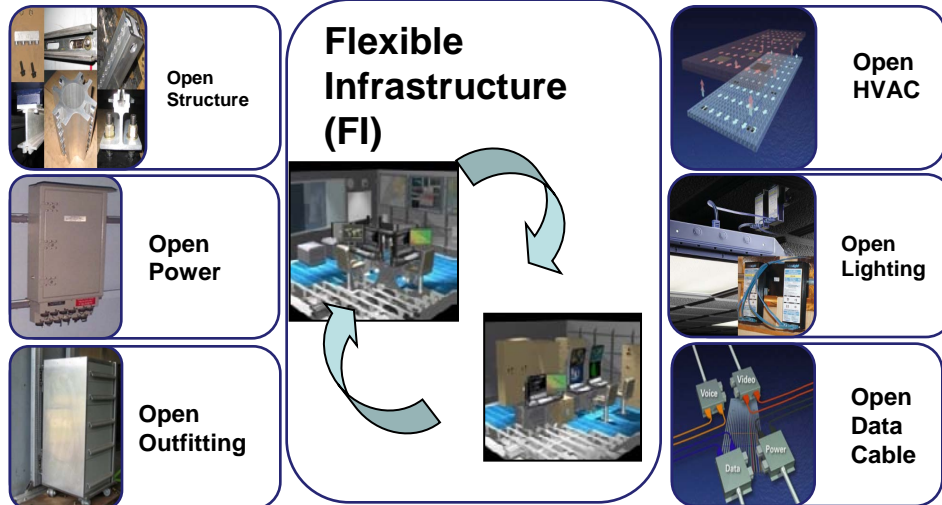 Open
Structure
Open
Power
Open
Outfitting
Flexible
Infrastructure
(FI)
Open
HVAC
Open
Lighting
Voice
Video
Data
Power
Open
Data
Cable